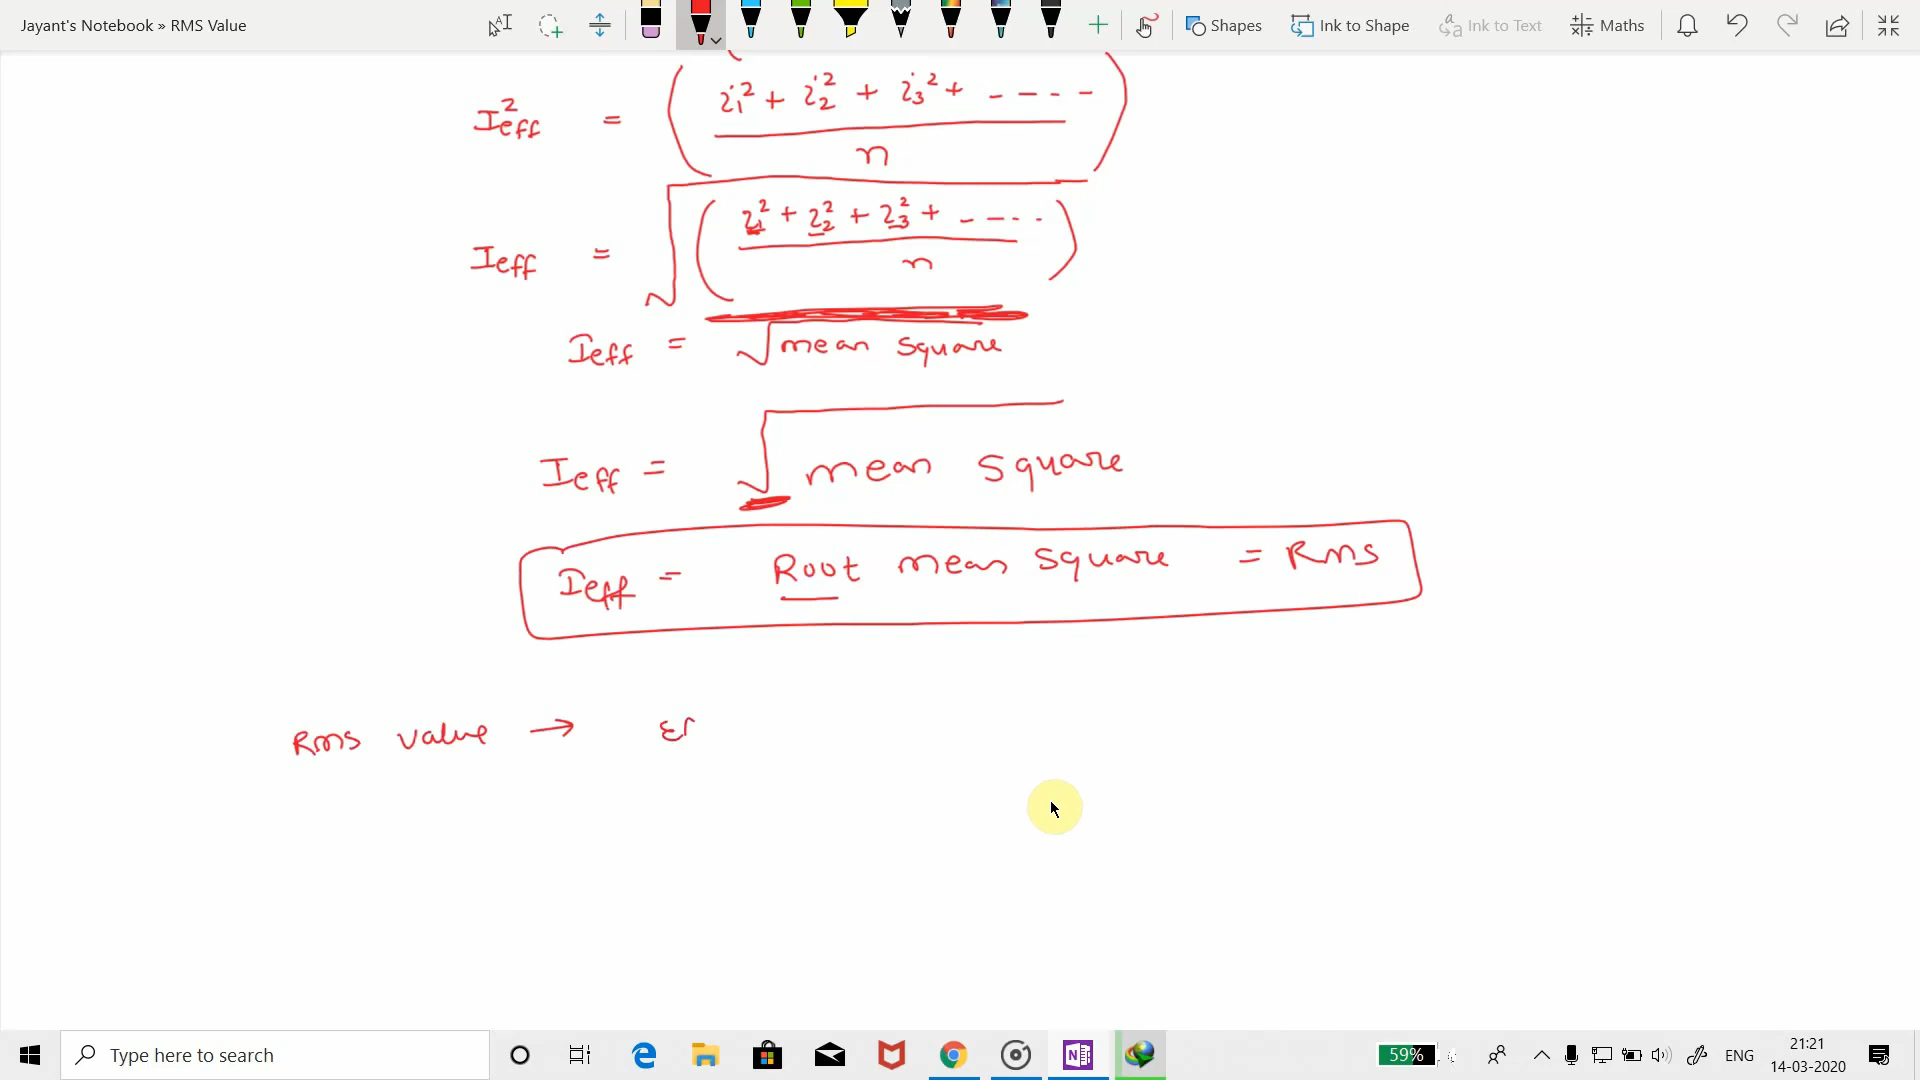 Jayant's Notebook » RMS Value
Shapes
Ink to Shape
Ink to Text
Maths
I²eff = (i₁² + i₂² + i₃² + - - - - - / n)
Ieff = √(i₁² + i₂² + i₃² + - - - - - / n)
Ieff = √mean square
Ieff = √mean square
Ieff = Root mean square = Rms
Rms value →
Type here to search
59%
ENG
21:21
14-03-2020